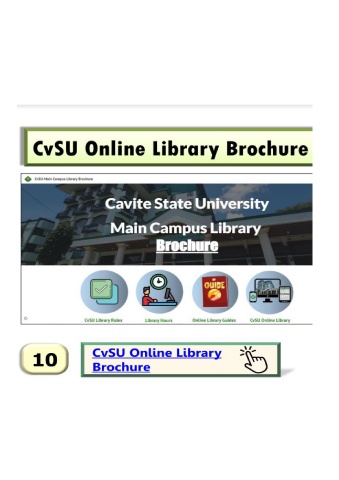 CvSU Online Library Brochure
CvSU Main Campus Library Brochure
Cavite State University
Main Campus Library
Brochure
GUIDE
CvSU Library Rules Library Hours Online Library Guides CvSU Online Library
10
CvSU Online Library
Brochure